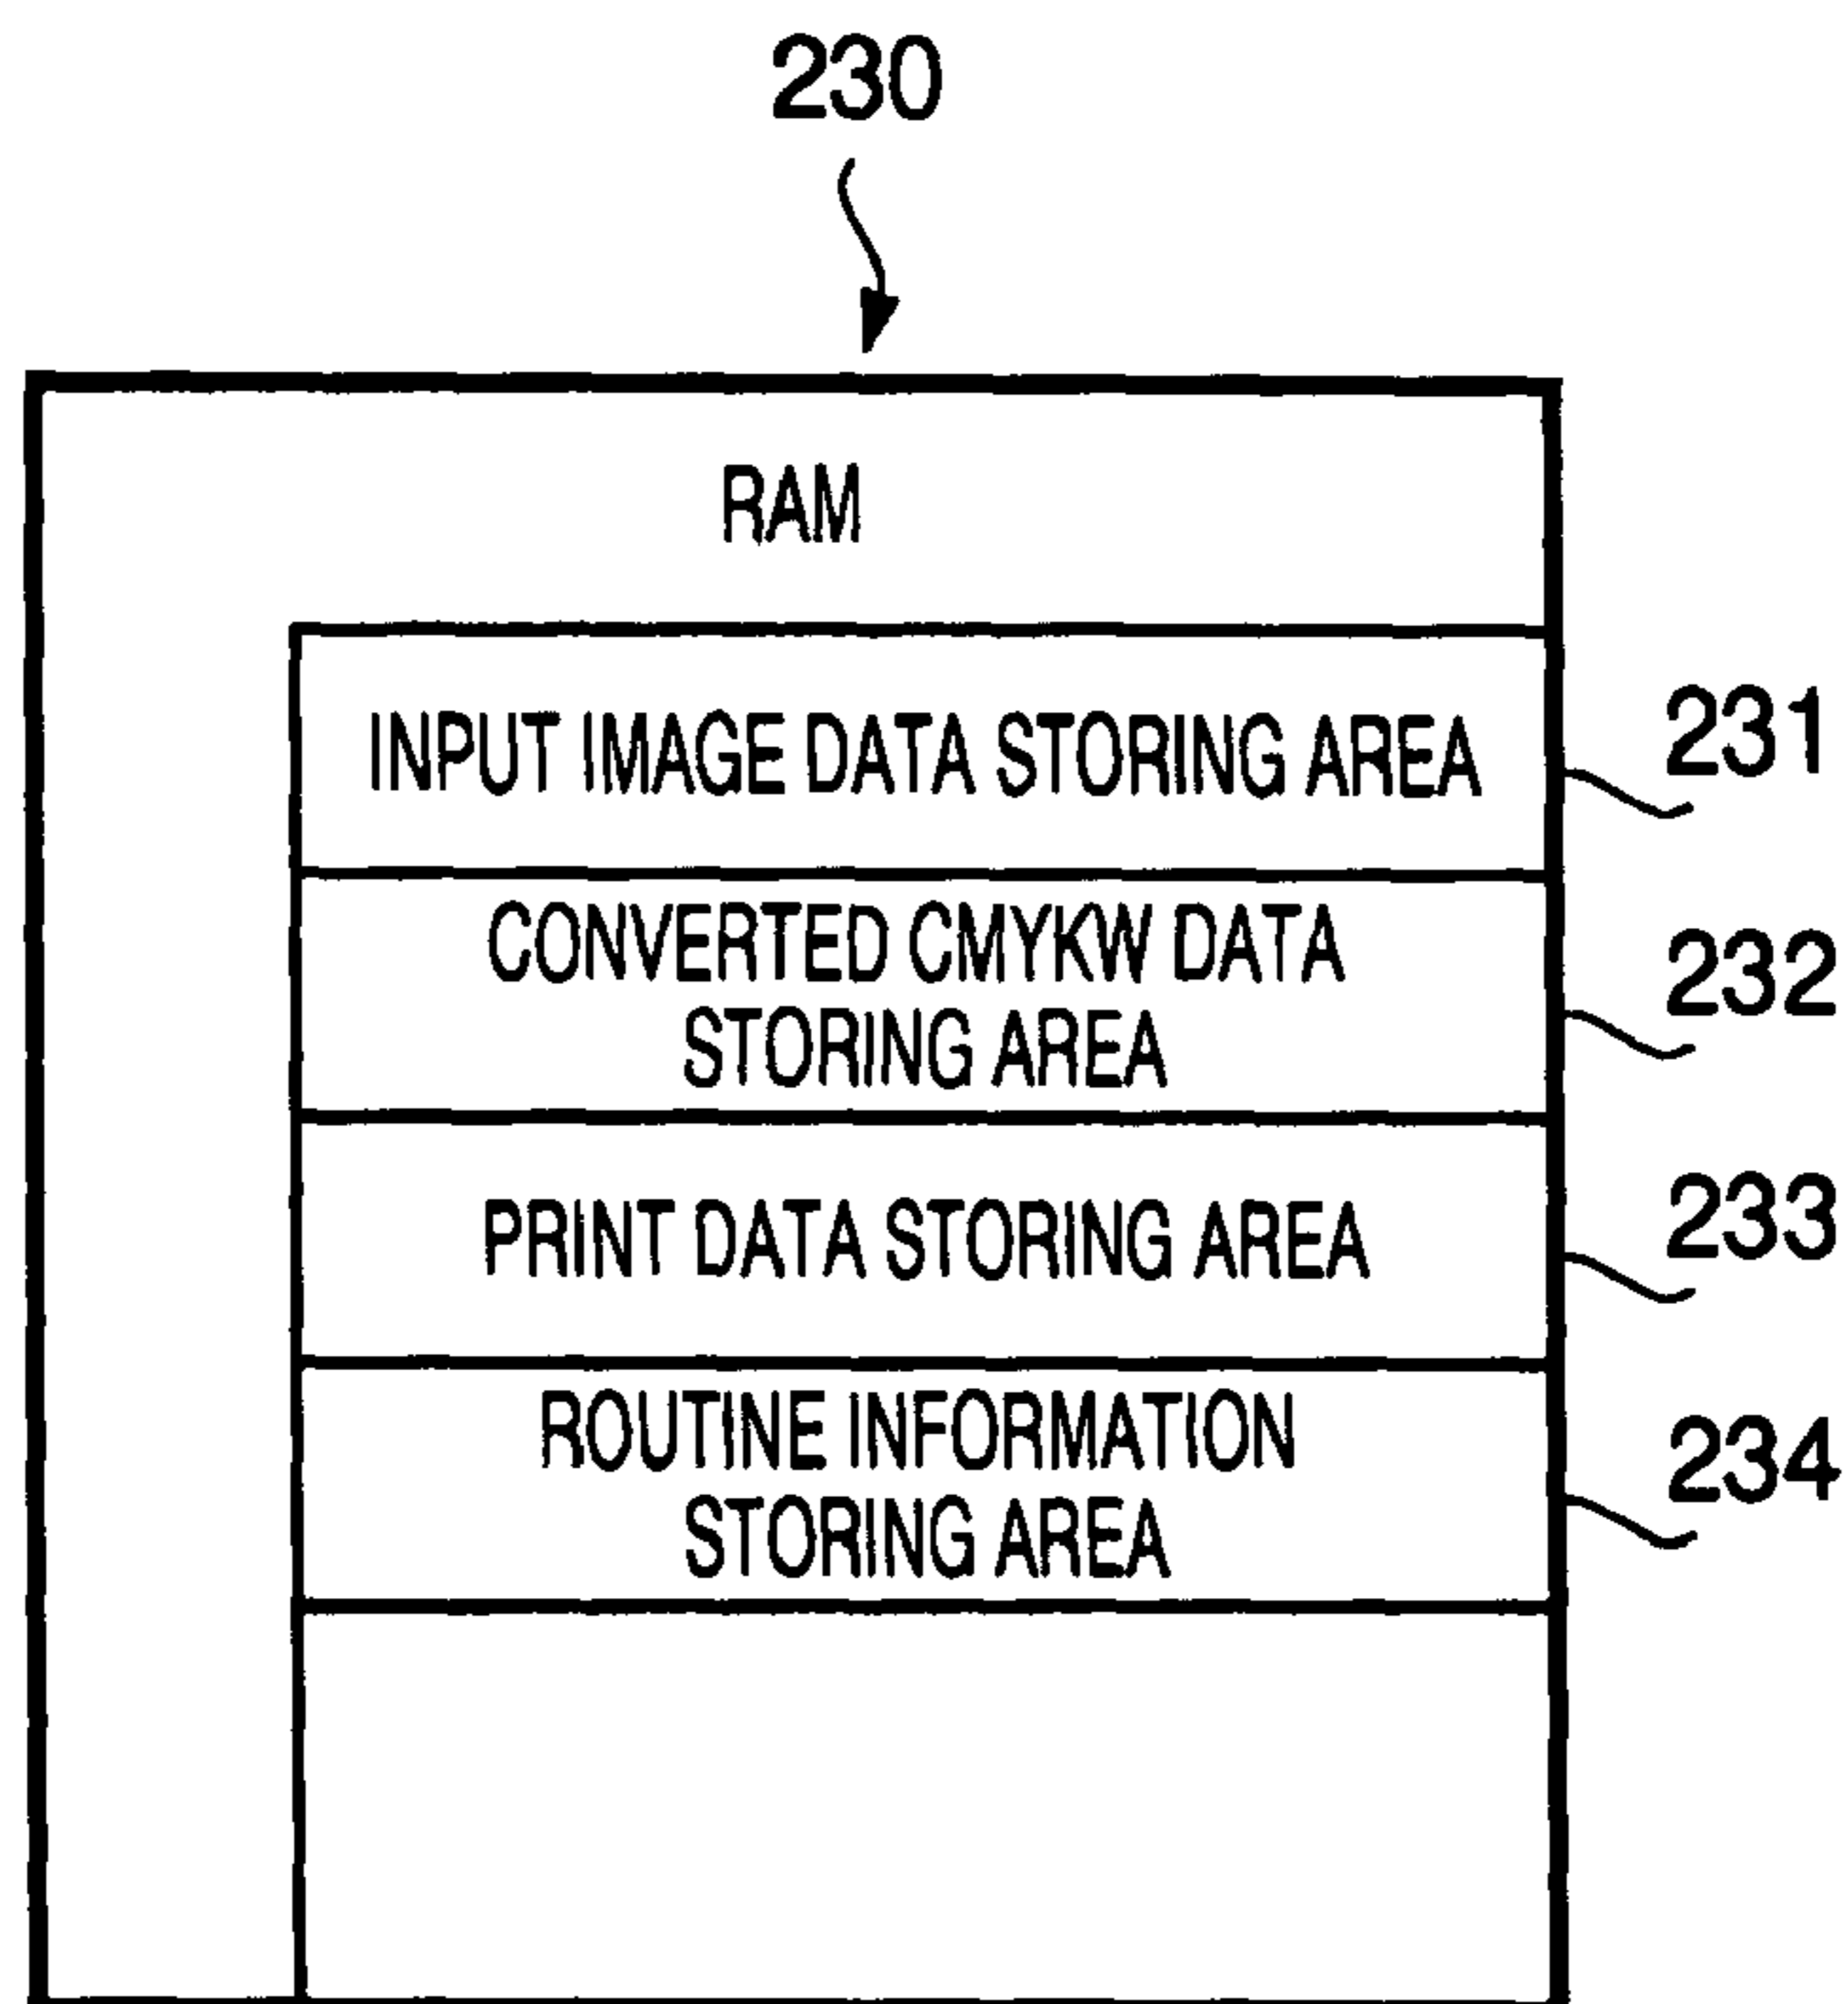 230
RAM
INPUT IMAGE DATA STORING AREA
231
CONVERTED CMYKW DATA
STORING AREA
232
PRINT DATA STORING AREA
233
ROUTINE INFORMATION
STORING AREA
234